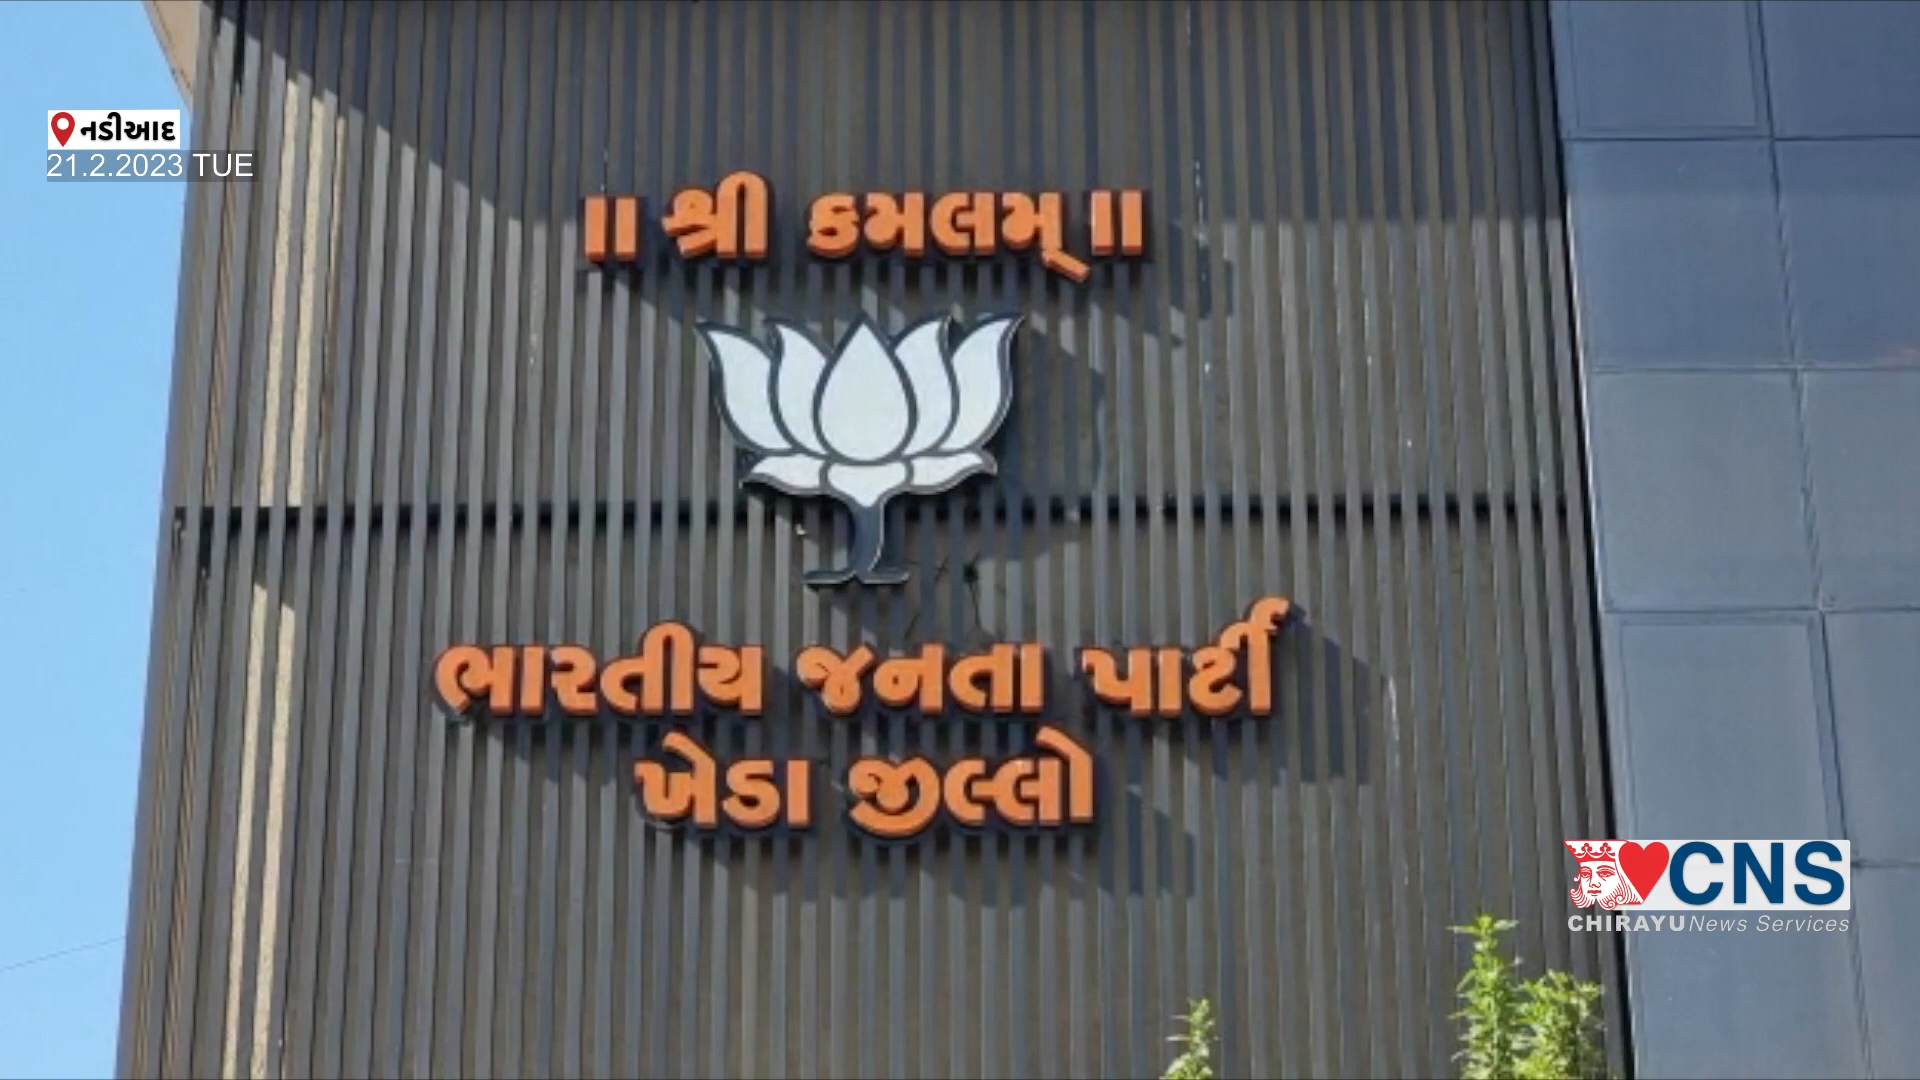 નડીઆદ
21.2.2023 TUE
॥ શ્રી કમલમ્ ॥
ભારતીય જનતા પાર્ટી
ખેડા જીલ્લો
CNS
CHIRAYU News Services